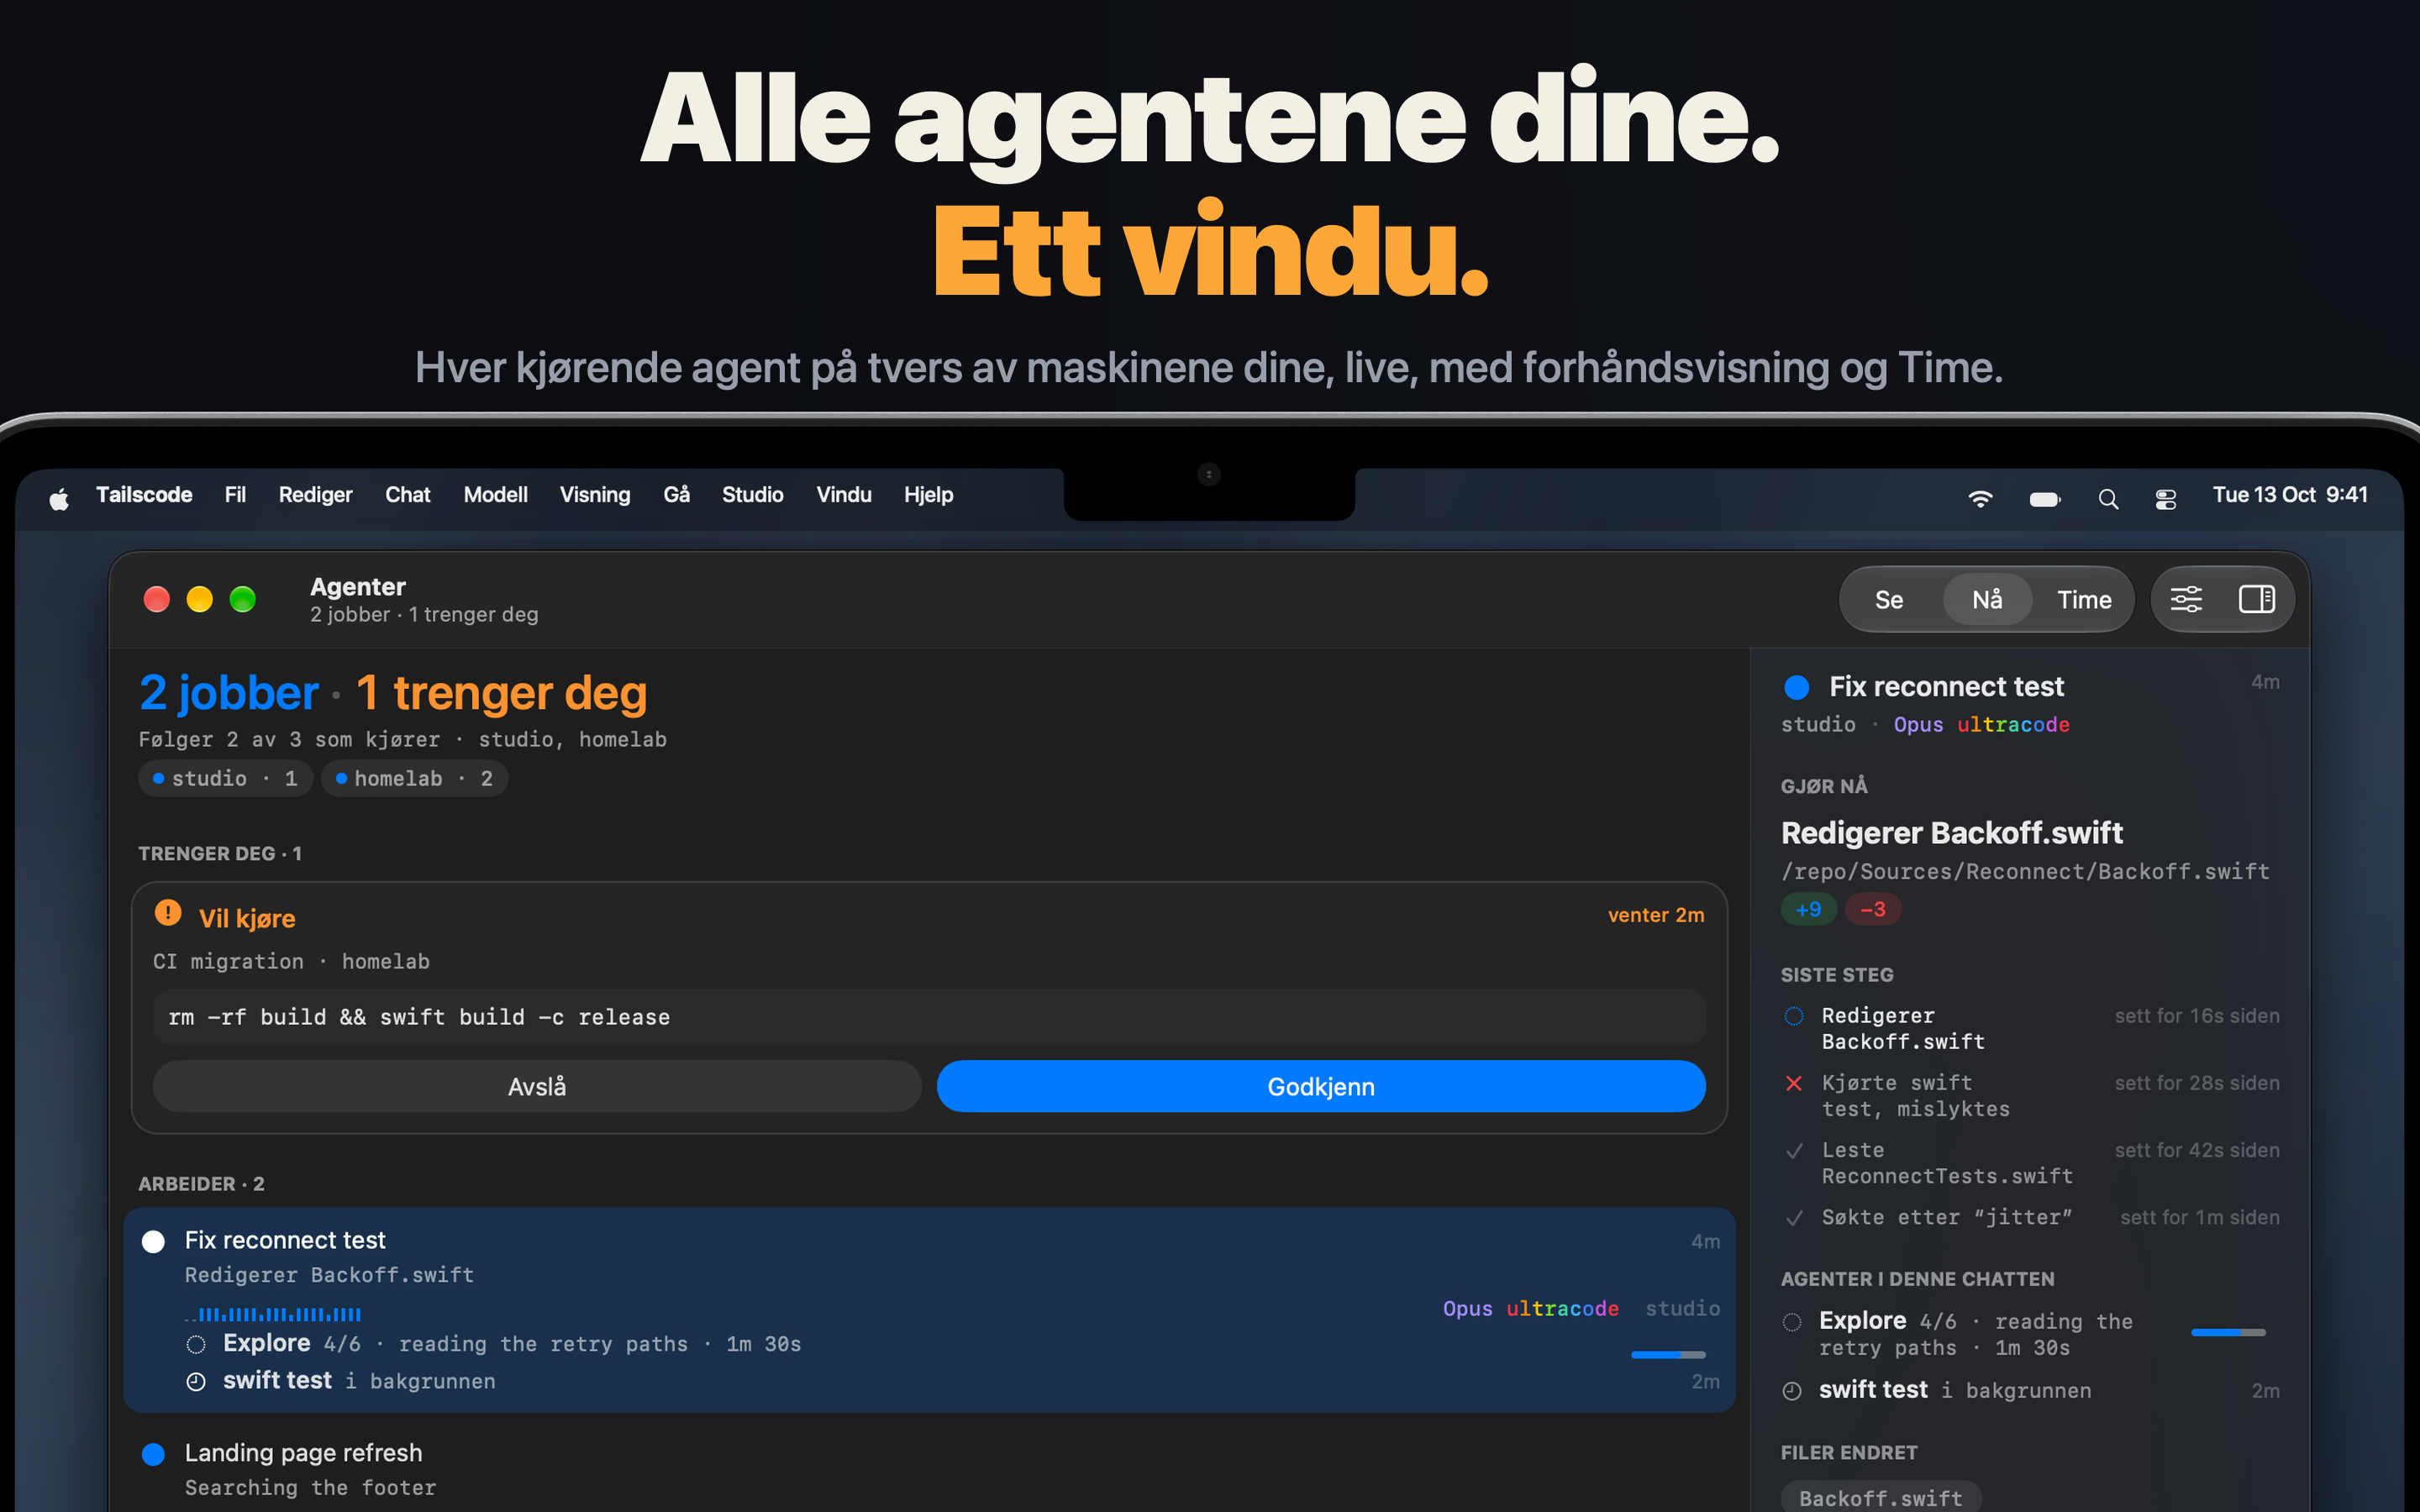 Alle agentene dine.
Ett vindu.
Hver kjørende agent på tvers av maskinene dine, live, med forhåndsvisning og Time.
Tailscode Fil Rediger Chat Modell Visning Gå Studio Vindu Hjelp Tue 13 Oct 9:41
Agenter
2 jobber · 1 trenger deg
Se Nå Time
2 jobber · 1 trenger deg
Følger 2 av 3 som kjører · studio, homelab
studio · 1 homelab · 2
TRENGER DEG · 1
Vil kjøre venter 2m
CI migration · homelab
rm -rf build && swift build -c release
Avslå Godkjenn
ARBEIDER · 2
Fix reconnect test 4m
Redigerer Backoff.swift
Opus ultracode studio
Explore 4/6 · reading the retry paths · 1m 30s
swift test i bakgrunnen 2m
Landing page refresh
Searching the footer
Fix reconnect test 4m
studio · Opus ultracode
GJØR NÅ
Redigerer Backoff.swift
/repo/Sources/Reconnect/Backoff.swift
+9 −3
SISTE STEG
Redigerer sett for 16s siden
Backoff.swift
Kjørte swift sett for 28s siden
test, mislyktes
Leste sett for 42s siden
ReconnectTests.swift
Søkte etter “jitter” sett for 1m siden
AGENTER I DENNE CHATTEN
Explore 4/6 · reading the
retry paths · 1m 30s
swift test i bakgrunnen 2m
FILER ENDRET
Backoff.swift